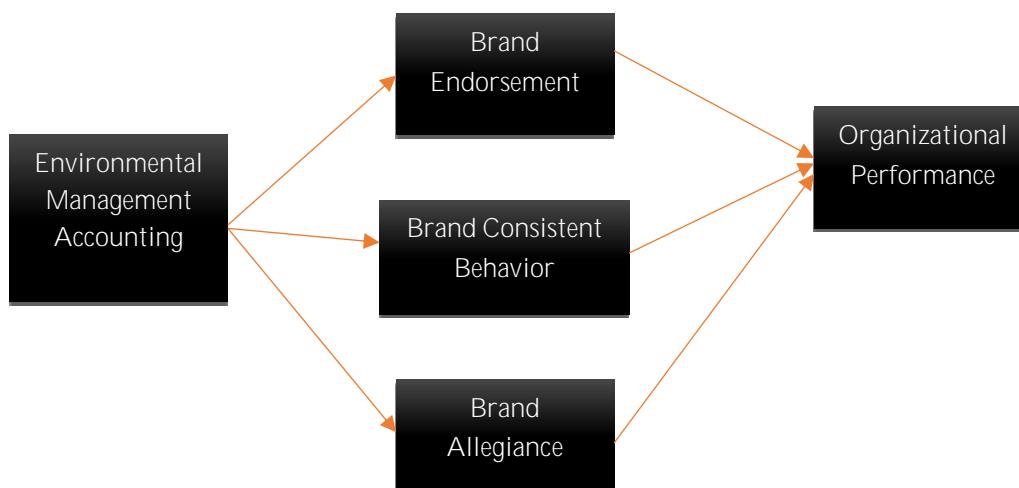 Environmental
Management
Accounting
Brand
Endorsement
Brand Consistent
Behavior
Brand
Allegiance
Organizational
Performance